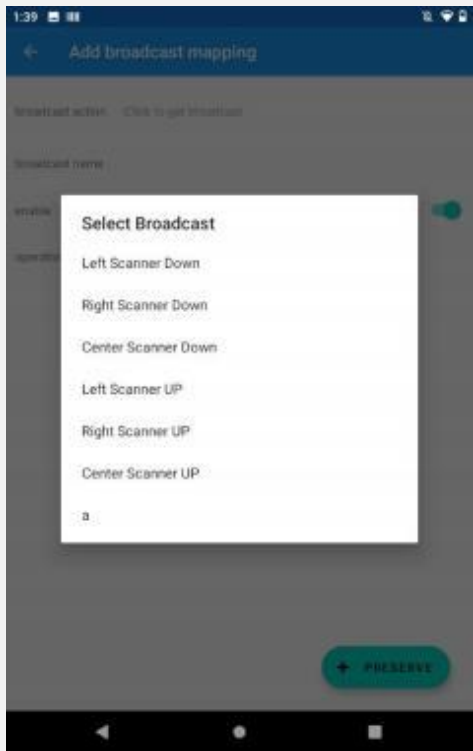 1:39
Add broadcast mapping
broadcast action Click to get broadcast
broadcast name
enable
Select Broadcast
Left Scanner Down
Right Scanner Down
Center Scanner Down
Left Scanner UP
Right Scanner UP
Center Scanner UP
a
+ PRESERVE